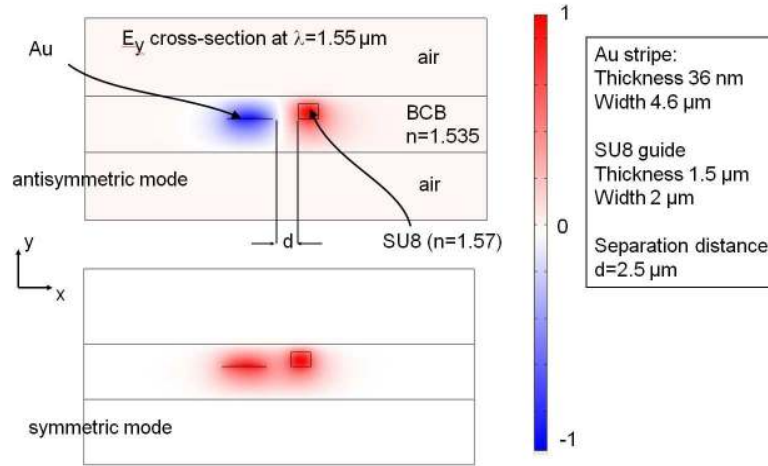 E_y cross-section at λ=1.55 μm
Au
air
BCB
n=1.535
antisymmetric mode
air
d
SU8 (n=1.57)
y
x
symmetric mode
1
0
-1
Au stripe:
Thickness 36 nm
Width 4.6 μm
SU8 guide
Thickness 1.5 μm
Width 2 μm
Separation distance
d=2.5 μm